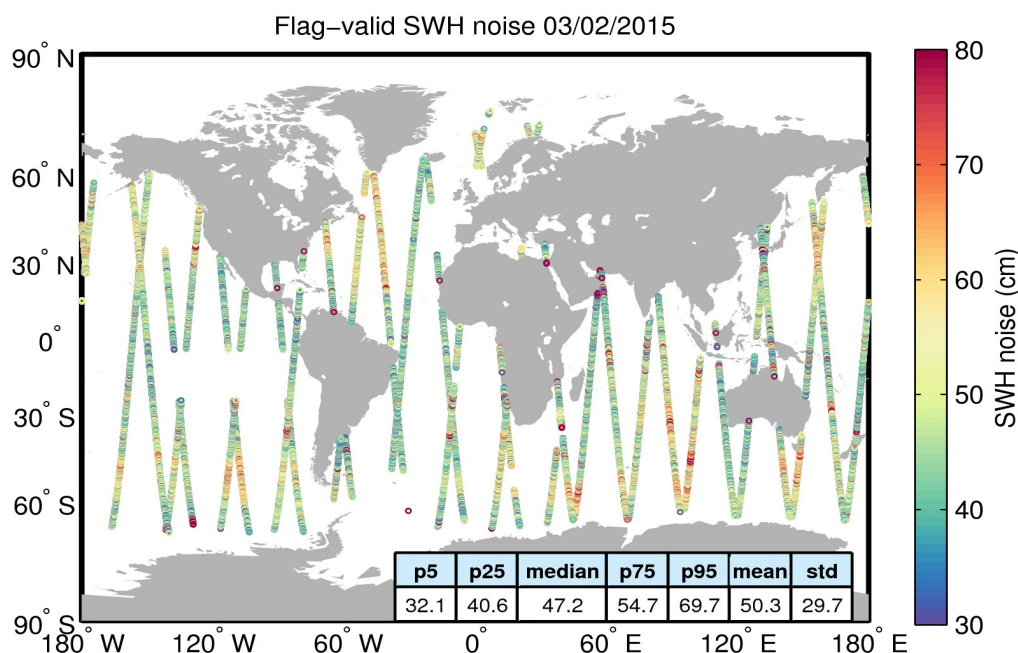 Flag−valid SWH noise 03/02/2015
90° N
60° N
30° N
0°
30° S
60° S
90° S
180° W
120° W
60° W
0°
60° E
120° E
180° E
80
70
60
50
40
30
SWH noise (cm)
p5 p25 median p75 p95 mean std
32.1 40.6 47.2 54.7 69.7 50.3 29.7